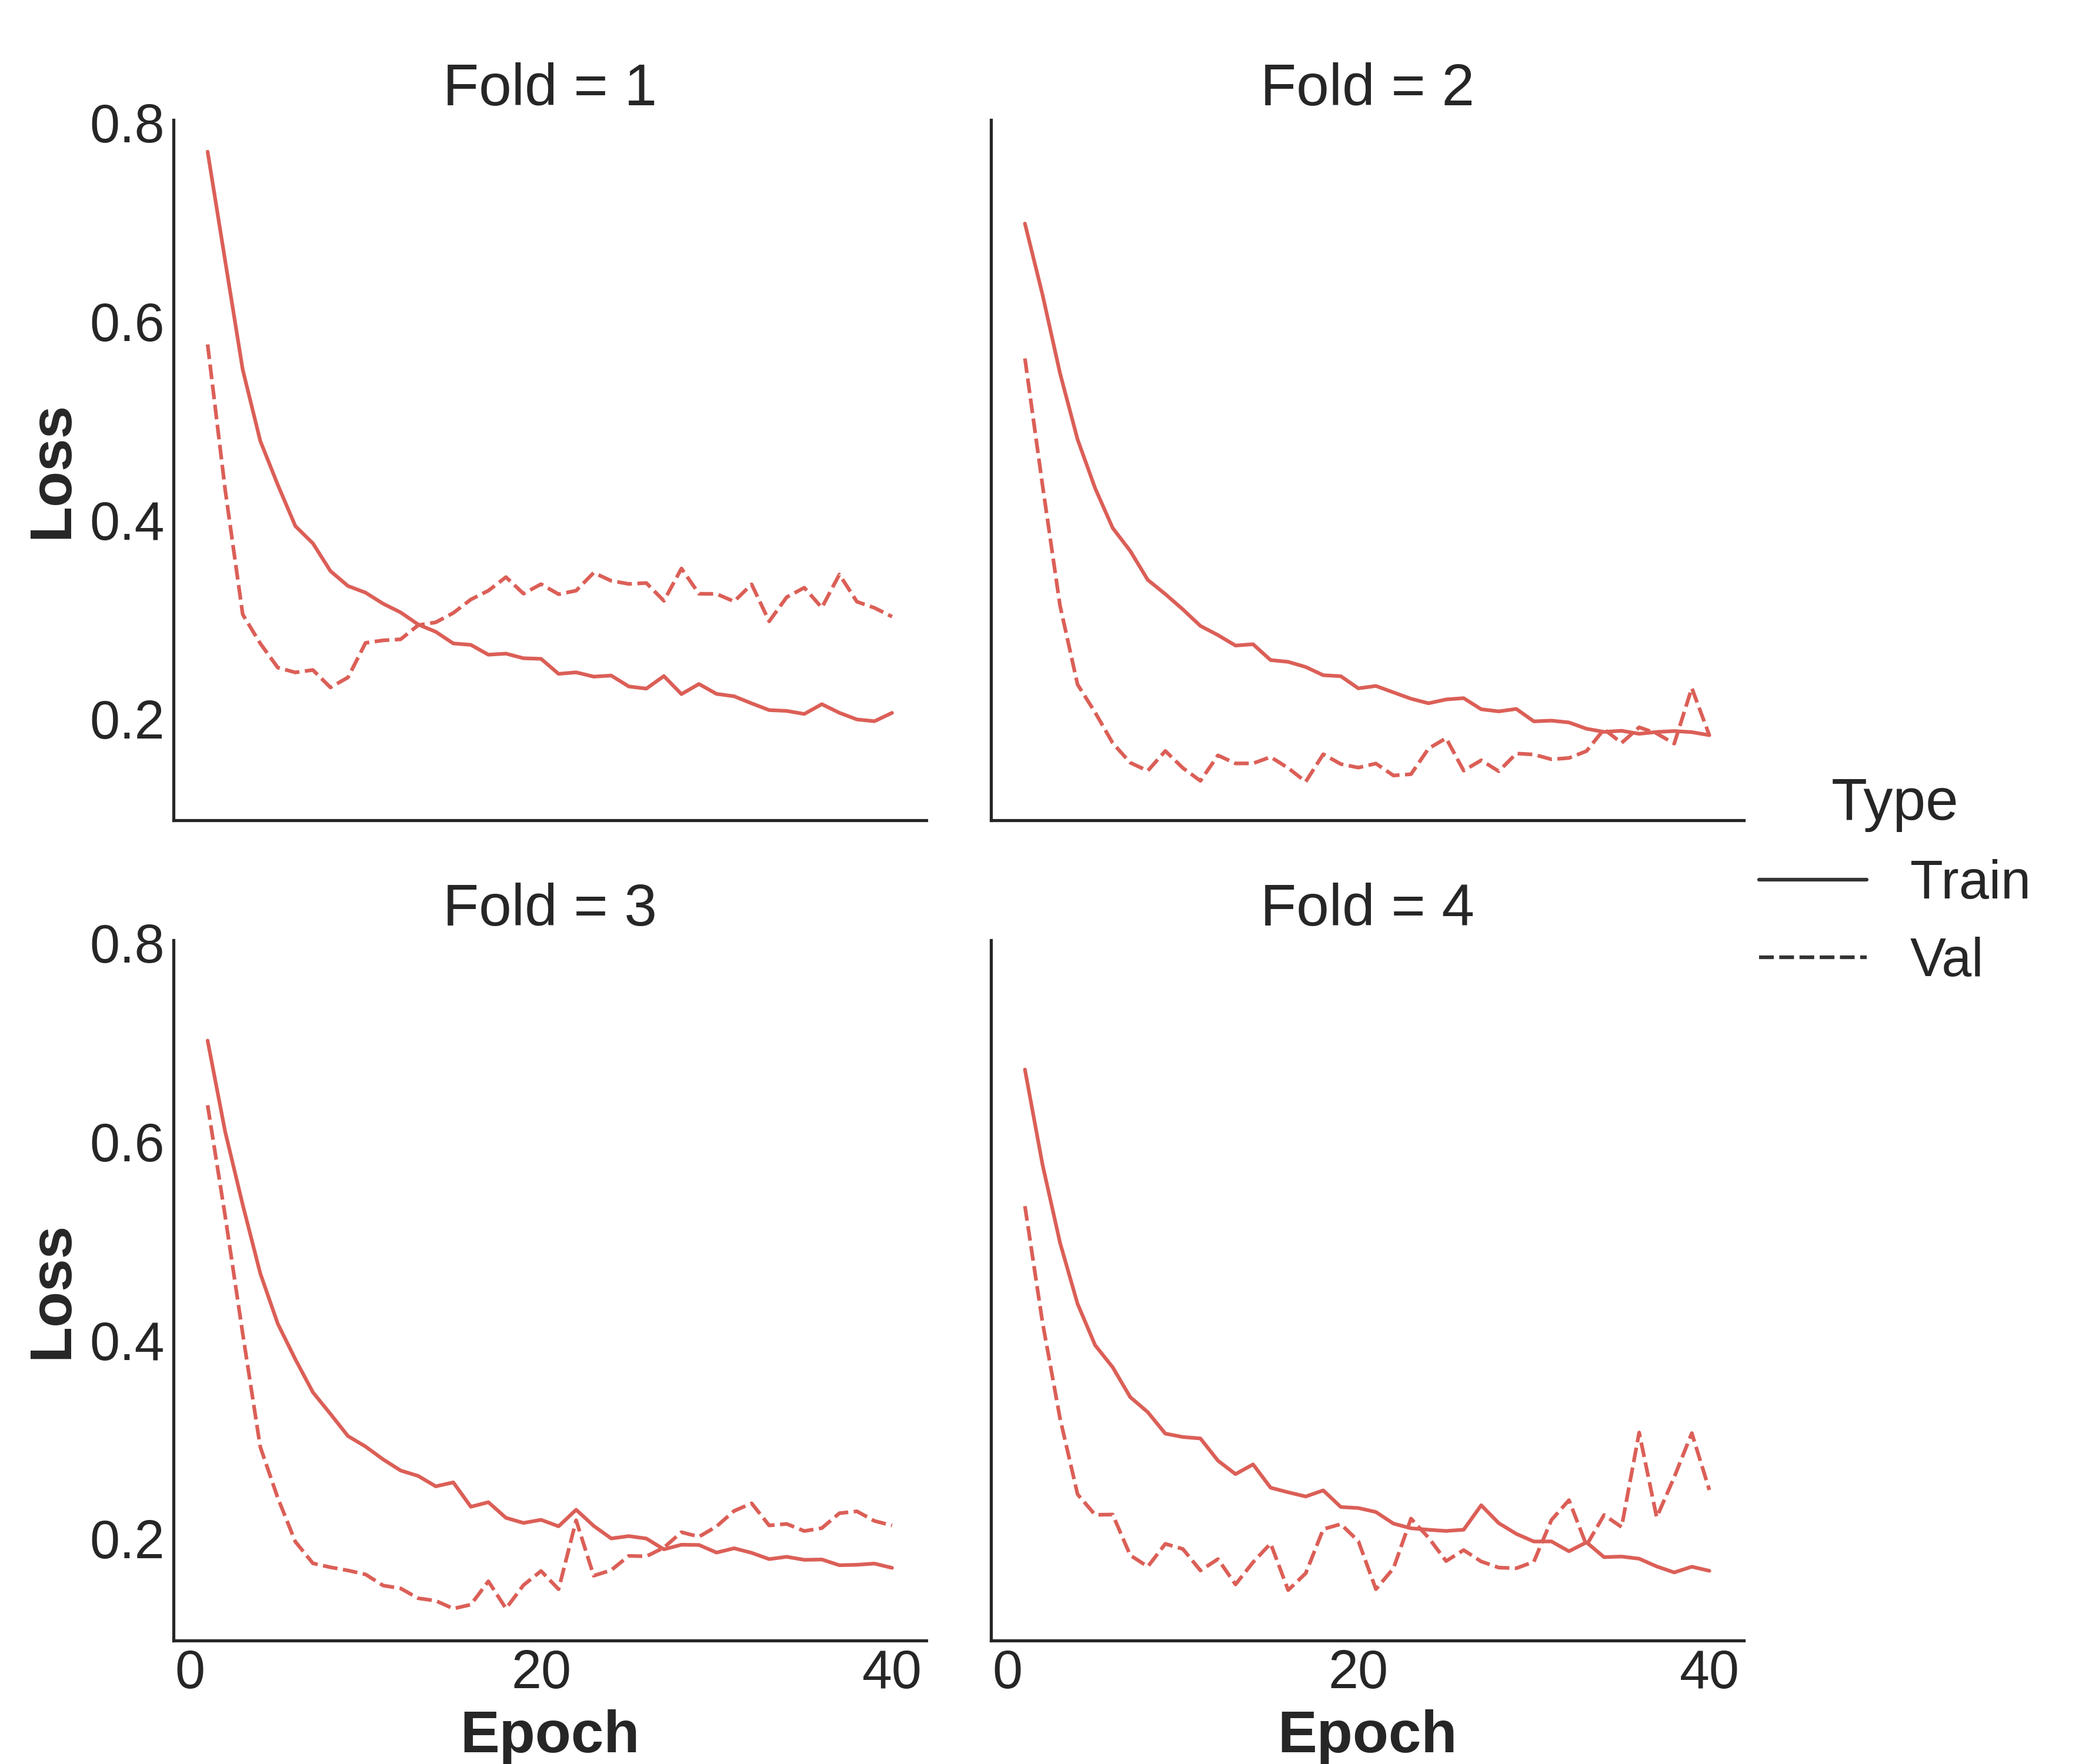 Fold = 1
Fold = 2
0.8
0.6
0.4
0.2
Loss
Type
Train
Val
Fold = 3
Fold = 4
0.8
0.6
0.4
0.2
Loss
0 20 40
0 20 40
Epoch
Epoch